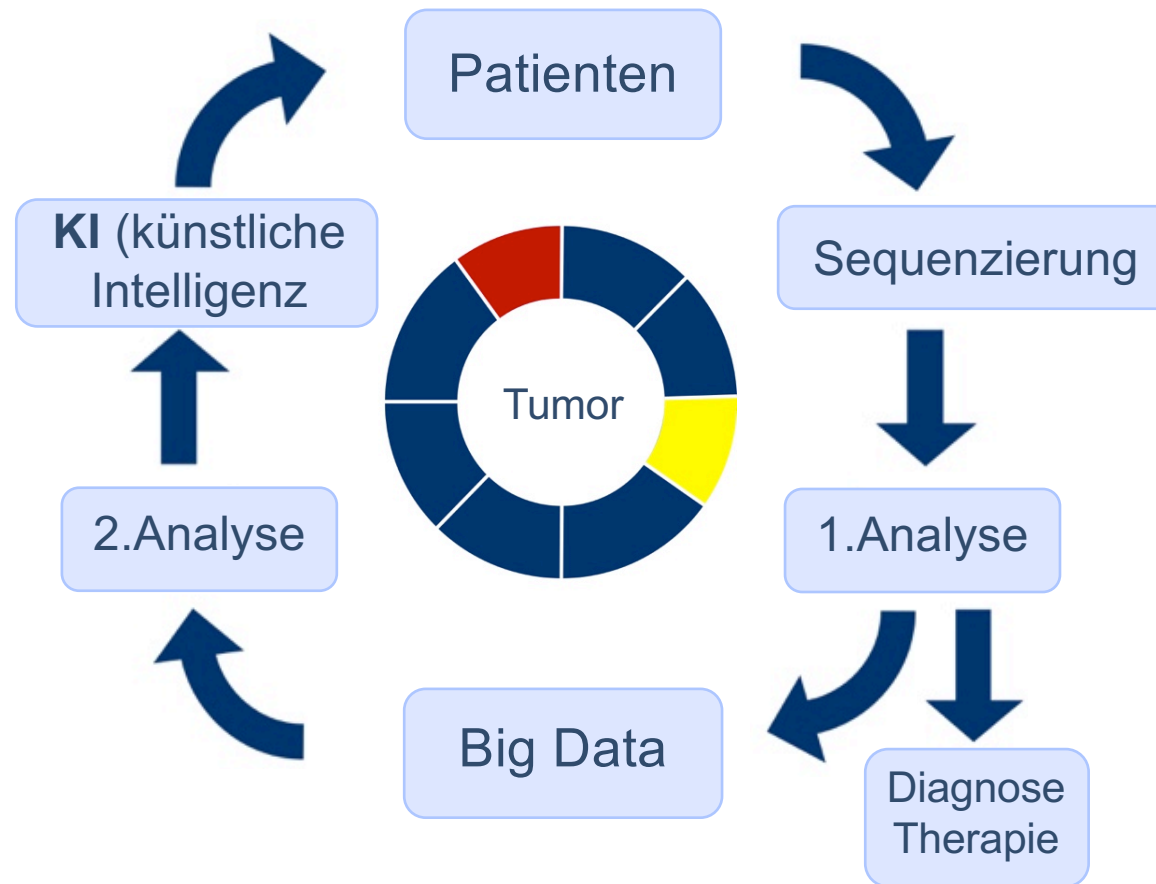 Patienten
KI (künstliche
Intelligenz
Sequenzierung
Tumor
2.Analyse
1.Analyse
Big Data
Diagnose
Therapie